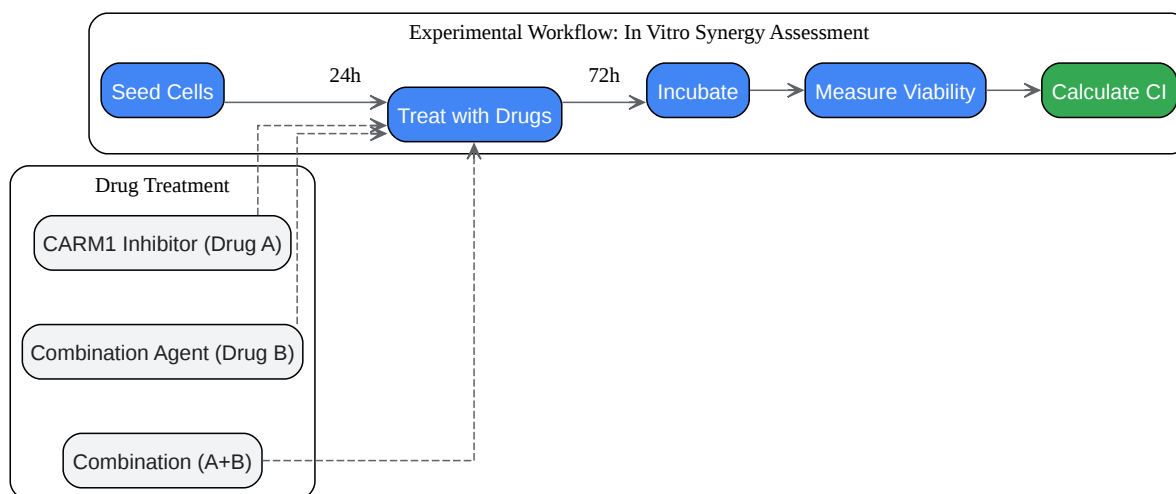 Experimental Workflow: In Vitro Synergy Assessment
Seed Cells
24h
Treat with Drugs
72h
Incubate
Measure Viability
Calculate CI
Drug Treatment
CARM1 Inhibitor (Drug A)
Combination Agent (Drug B)
Combination (A+B)